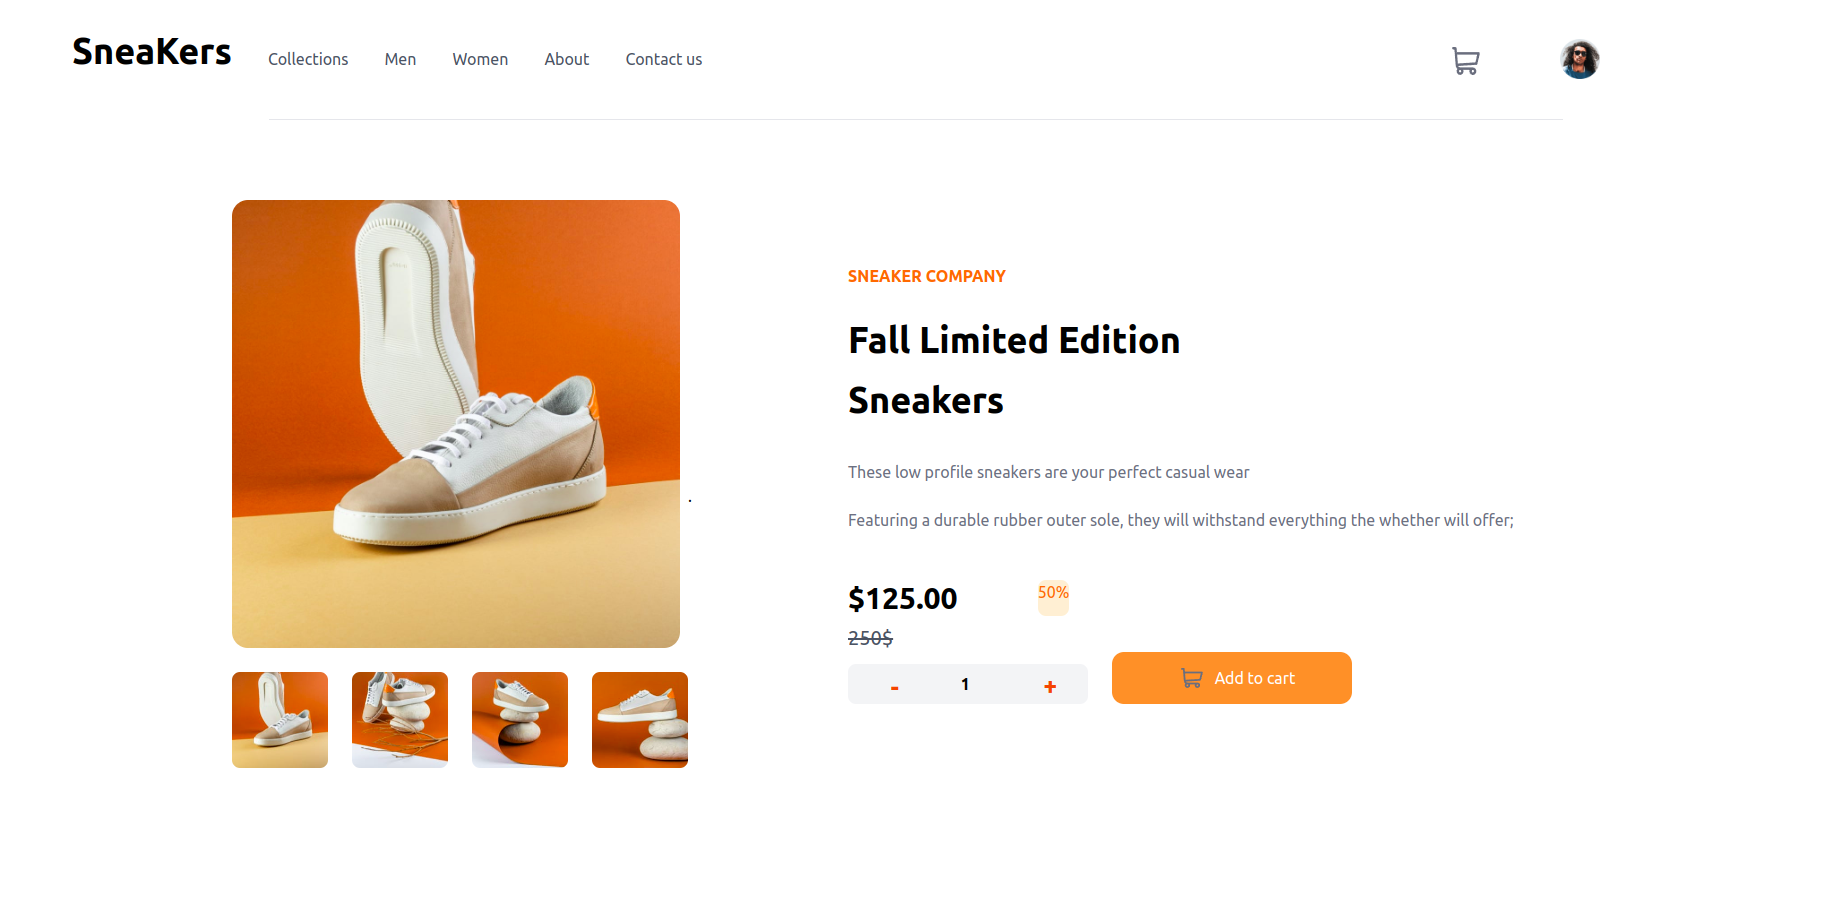 SneaKers
Collections Men Women About Contact us
SNEAKER COMPANY
Fall Limited Edition
Sneakers
These low profile sneakers are your perfect casual wear
.
Featuring a durable rubber outer sole, they will withstand everything the whether will offer;
$125.00 50%
250$
- 1 + Add to cart